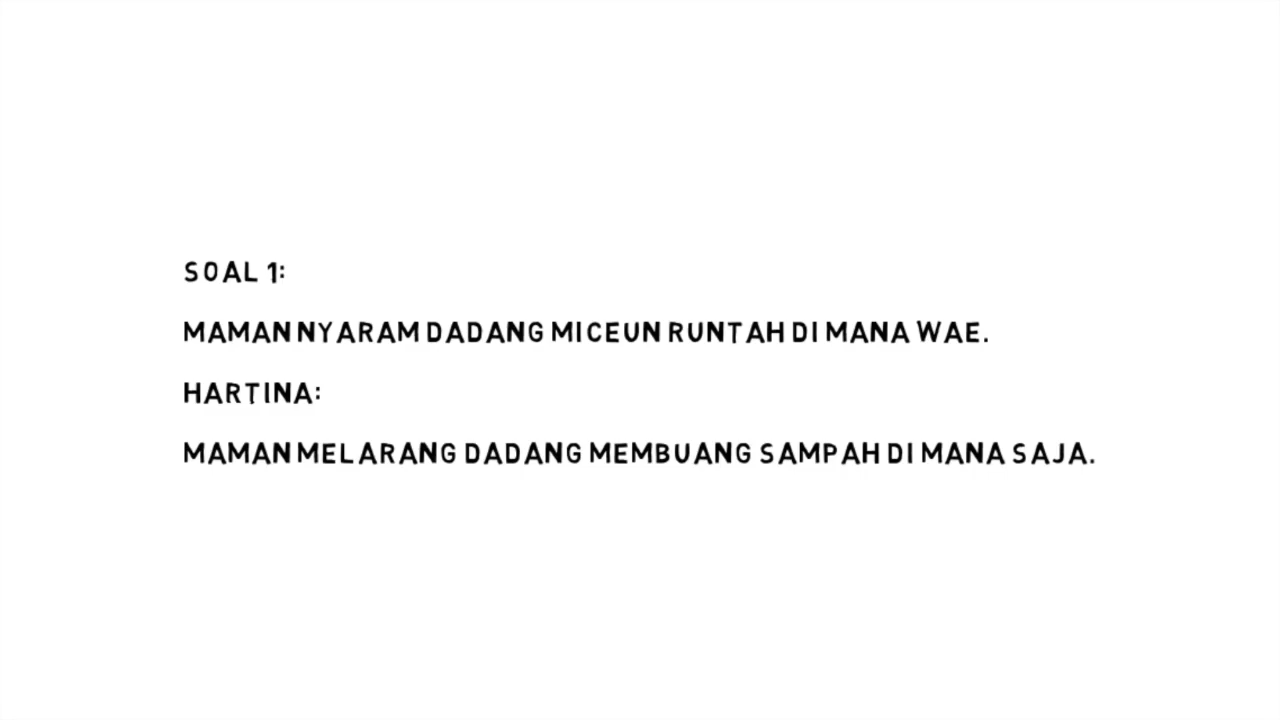 SOAL 1:
MAMAN NYARAM DADANG MICEUN RUNTAH DI MANA WAE.
HARTINA:
MAMAN MELARANG DADANG MEMBUANG SAMPAH DI MANA SAJA.